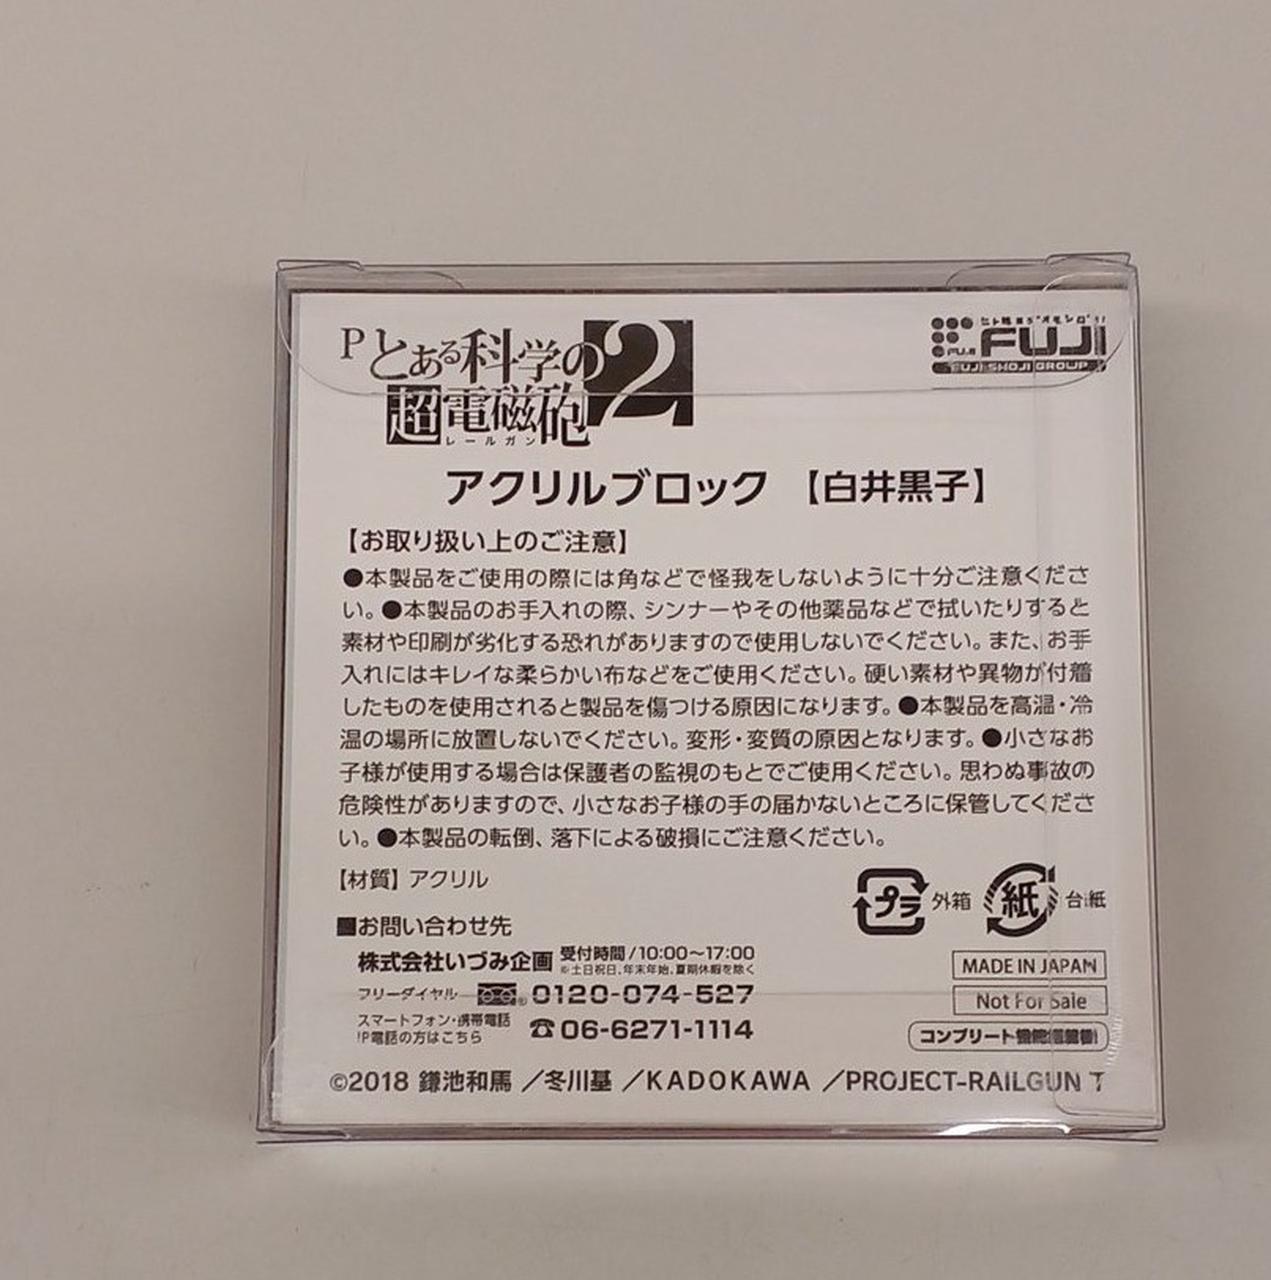 Pとある科学の
超電磁砲2
レールガン
ヒト踊るをオモシロク!
FUJI
FUJI
FUJI SHOJI GROUP
アクリルブロック 【白井黒子】
【お取り扱い上のご注意】
●本製品をご使用の際には角などで怪我をしないように十分ご注意くださ
い。●本製品のお手入れの際、シンナーやその他薬品などで拭いたりすると
素材や印刷が劣化する恐れがありますので使用しないでください。また、お手
入れにはキレイな柔らかい布などをご使用ください。硬い素材や異物が付着
したものを使用されると製品を傷つける原因になります。●本製品を高温・冷
温の場所に放置しないでください。変形・変質の原因となります。●小さなお
子様が使用する場合は保護者の監視のもとでご使用ください。思わぬ事故の
危険性がありますので、小さなお子様の手の届かないところに保管してくださ
い。●本製品の転倒、落下による破損にご注意ください。
【材質】アクリル
プラ 外箱 紙 台紙
■お問い合わせ先
株式会社いづみ企画 受付時間/10:00〜17:00
※土日祝日、年末年始、夏期休暇を除く
フリーダイヤル 0120-074-527
スマートフォン・携帯電話
IP電話の方はこちら ☎06-6271-1114
MADE IN JAPAN
Not For Sale
コンプリート
©2018 鎌池和馬／冬川基／KADOKAWA／PROJECT-RAILGUN T